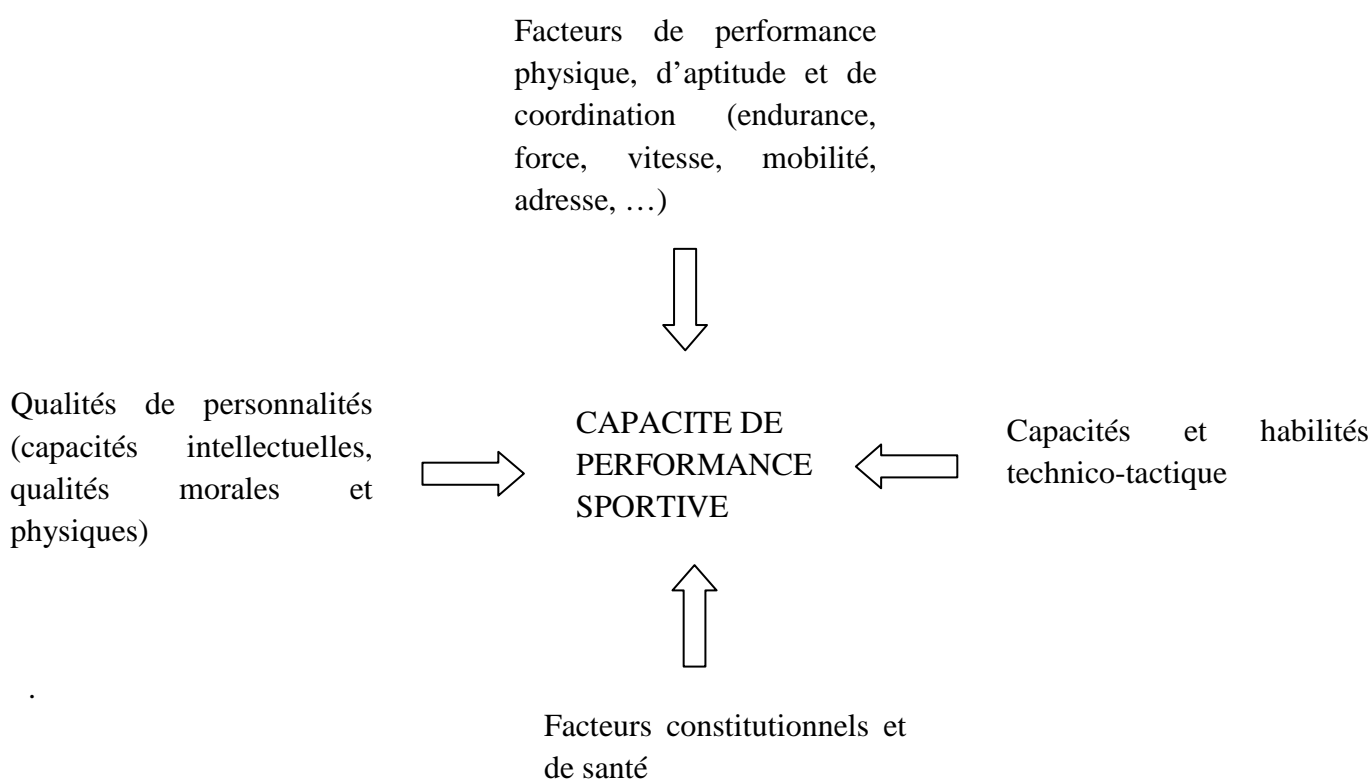 Facteurs de performance
physique, d’aptitude et de
coordination (endurance,
force, vitesse, mobilité,
adresse, …)
Qualités de personnalités
(capacités intellectuelles,
qualités morales et
physiques)
CAPACITE DE
PERFORMANCE
SPORTIVE
Capacités et habilités
technico-tactique
.
Facteurs constitutionnels et
de santé